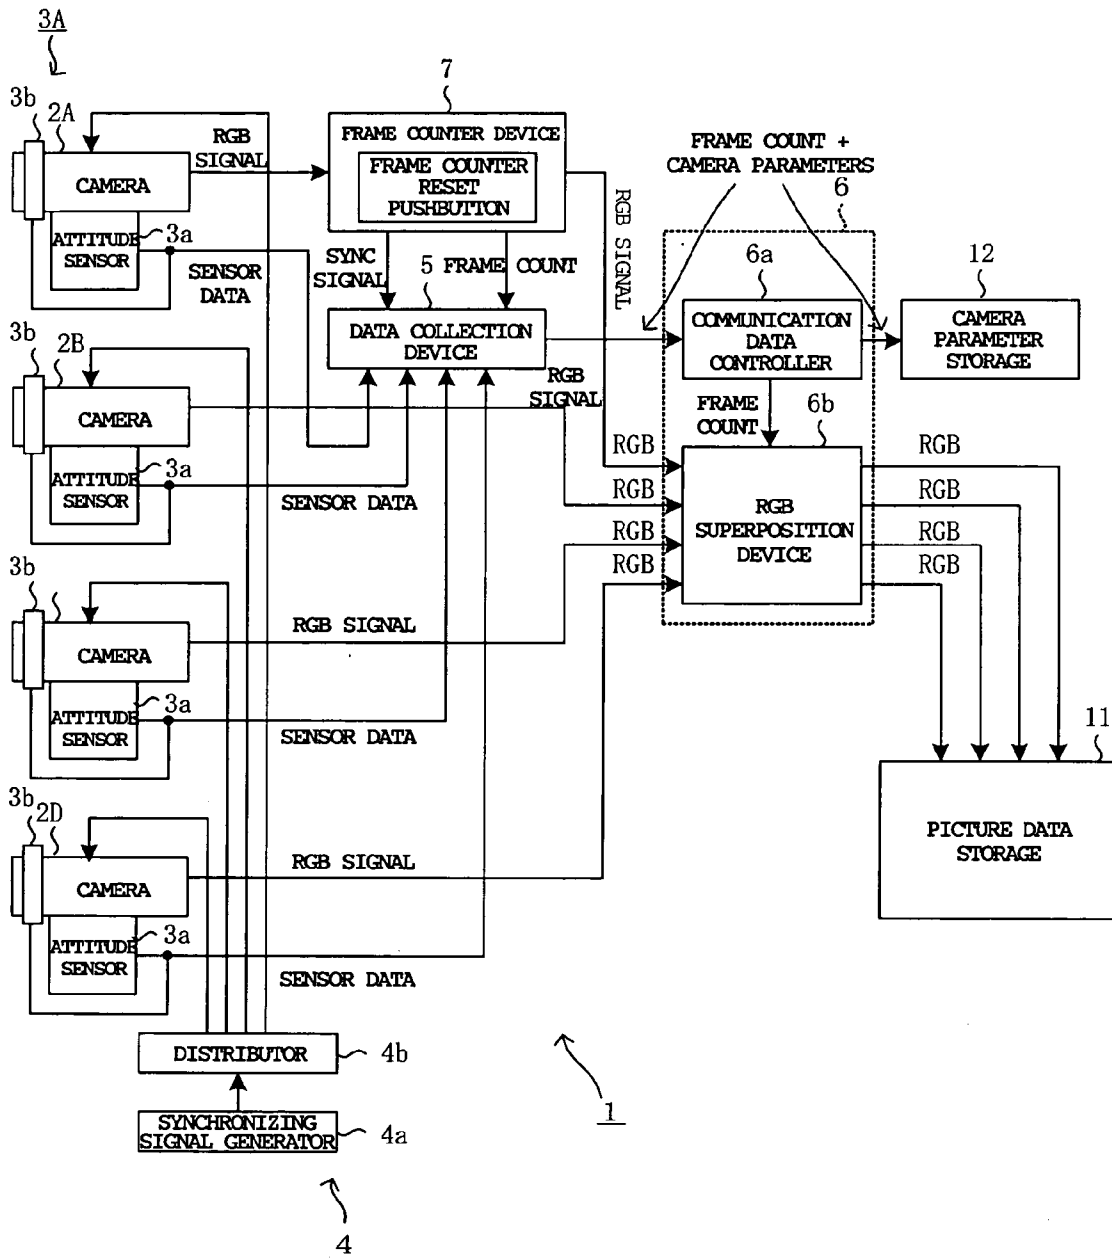 3A
3b
2A
RGB
SIGNAL
CAMERA
ATTITUDE
SENSOR
3a
SENSOR
DATA
7
FRAME COUNTER DEVICE
FRAME COUNTER
RESET
PUSHBUTTON
SYNC
SIGNAL
FRAME COUNT
5
DATA COLLECTION
DEVICE
RGB SIGNAL
FRAME COUNT +
CAMERA PARAMETERS
6
6a
COMMUNICATION
DATA
CONTROLLER
12
CAMERA
PARAMETER
STORAGE
FRAME
COUNT
6b
RGB
SUPERPOSITION
DEVICE
RGB
RGB
RGB
RGB
RGB
RGB
RGB
RGB
3b
2B
CAMERA
RGB
SIGNAL
ATTITUDE
SENSOR
3a
SENSOR DATA
3b
CAMERA
RGB SIGNAL
ATTITUDE
SENSOR
3a
SENSOR DATA
11
PICTURE DATA
STORAGE
3b
2D
CAMERA
RGB SIGNAL
ATTITUDE
SENSOR
3a
SENSOR DATA
DISTRIBUTOR
4b
SYNCHRONIZING
SIGNAL GENERATOR
4a
4
1